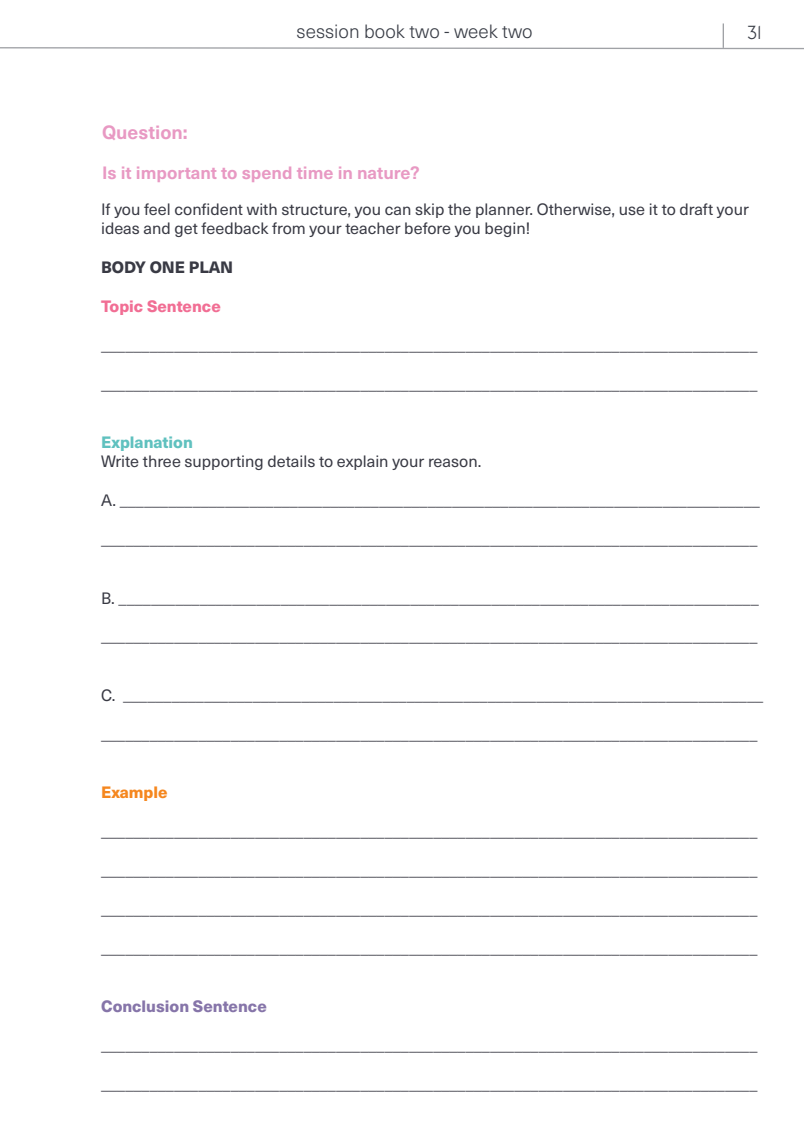 session book two - week two
31
Question:
Is it important to spend time in nature?
If you feel confident with structure, you can skip the planner. Otherwise, use it to draft your
ideas and get feedback from your teacher before you begin!
BODY ONE PLAN
Topic Sentence
Explanation
Write three supporting details to explain your reason.
A.
B.
C.
Example
Conclusion Sentence